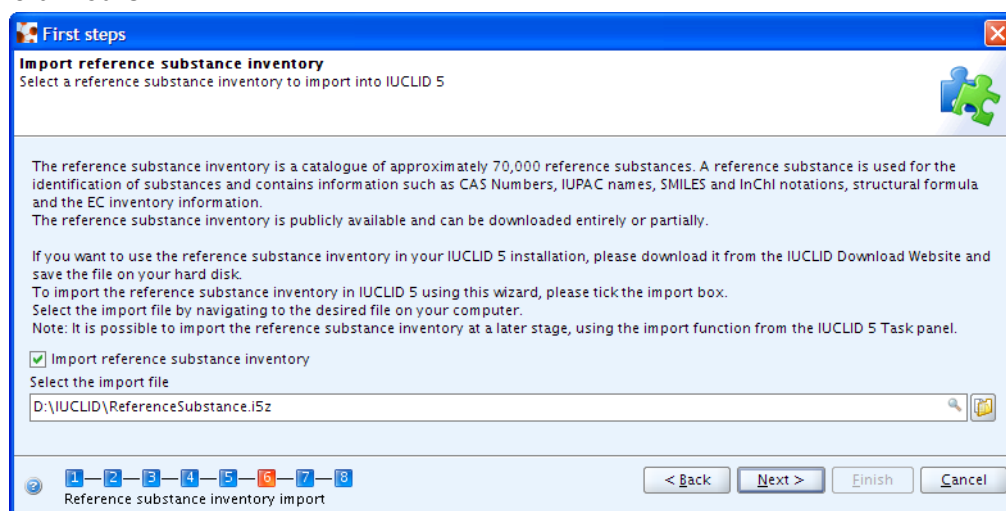 First steps
Import reference substance inventory
Select a reference substance inventory to import into IUCLID 5
The reference substance inventory is a catalogue of approximately 70,000 reference substances. A reference substance is used for the
identification of substances and contains information such as CAS Numbers, IUPAC names, SMILES and InChI notations, structural formula
and the EC inventory information.
The reference substance inventory is publicly available and can be downloaded entirely or partially.
If you want to use the reference substance inventory in your IUCLID 5 installation, please download it from the IUCLID Download Website and
save the file on your hard disk.
To import the reference substance inventory in IUCLID 5 using this wizard, please tick the import box.
Select the import file by navigating to the desired file on your computer.
Note: It is possible to import the reference substance inventory at a later stage, using the import function from the IUCLID 5 Task panel.
Import reference substance inventory
Select the import file
D:\IUCLID\ReferenceSubstance.i5z
1 2 3 4 5 6 7 8
Reference substance inventory import
< Back Next > Finish Cancel